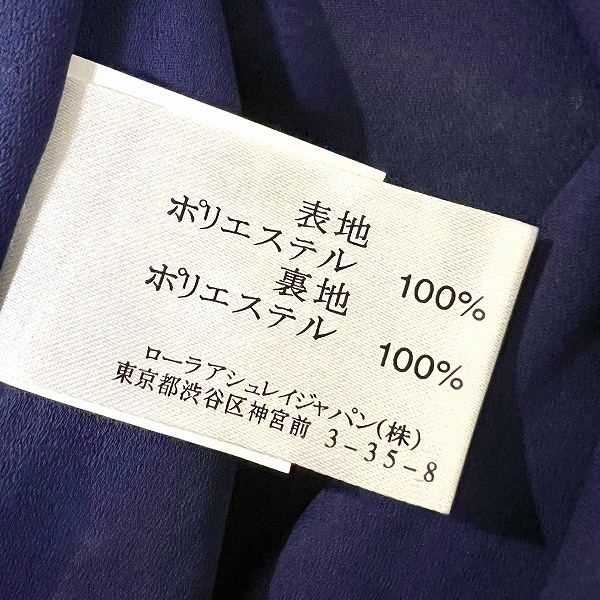 表地
ポリエステル 100%
裏地
ポリエステル 100%
ローラアシュレイジャパン(株)
東京都渋谷区神宮前 3-35-8